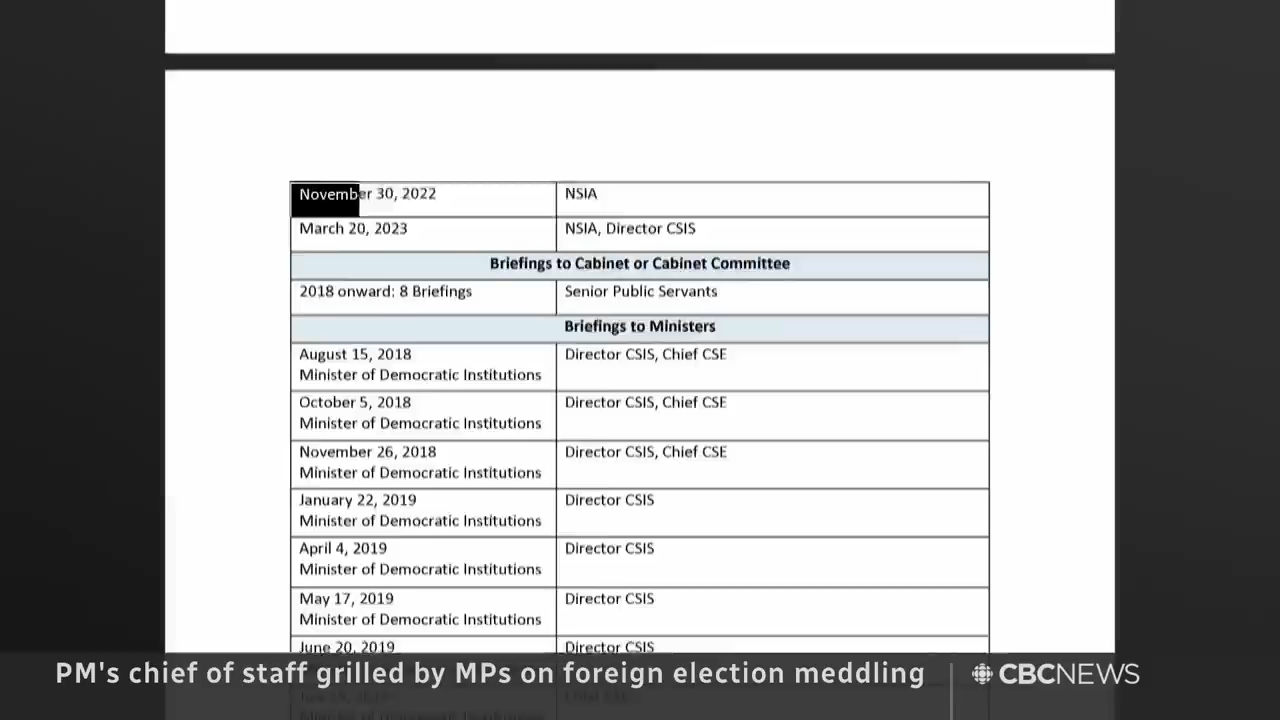 November 30, 2022 NSIA
March 20, 2023 NSIA, Director CSIS
Briefings to Cabinet or Cabinet Committee
2018 onward: 8 Briefings Senior Public Servants
Briefings to Ministers
August 15, 2018 Director CSIS, Chief CSE
Minister of Democratic Institutions
October 5, 2018 Director CSIS, Chief CSE
Minister of Democratic Institutions
November 26, 2018 Director CSIS, Chief CSE
Minister of Democratic Institutions
January 22, 2019 Director CSIS
Minister of Democratic Institutions
April 4, 2019 Director CSIS
Minister of Democratic Institutions
May 17, 2019 Director CSIS
Minister of Democratic Institutions
June 20, 2019 Director CSIS
PM's chief of staff grilled by MPs on foreign election meddling CBCNEWS